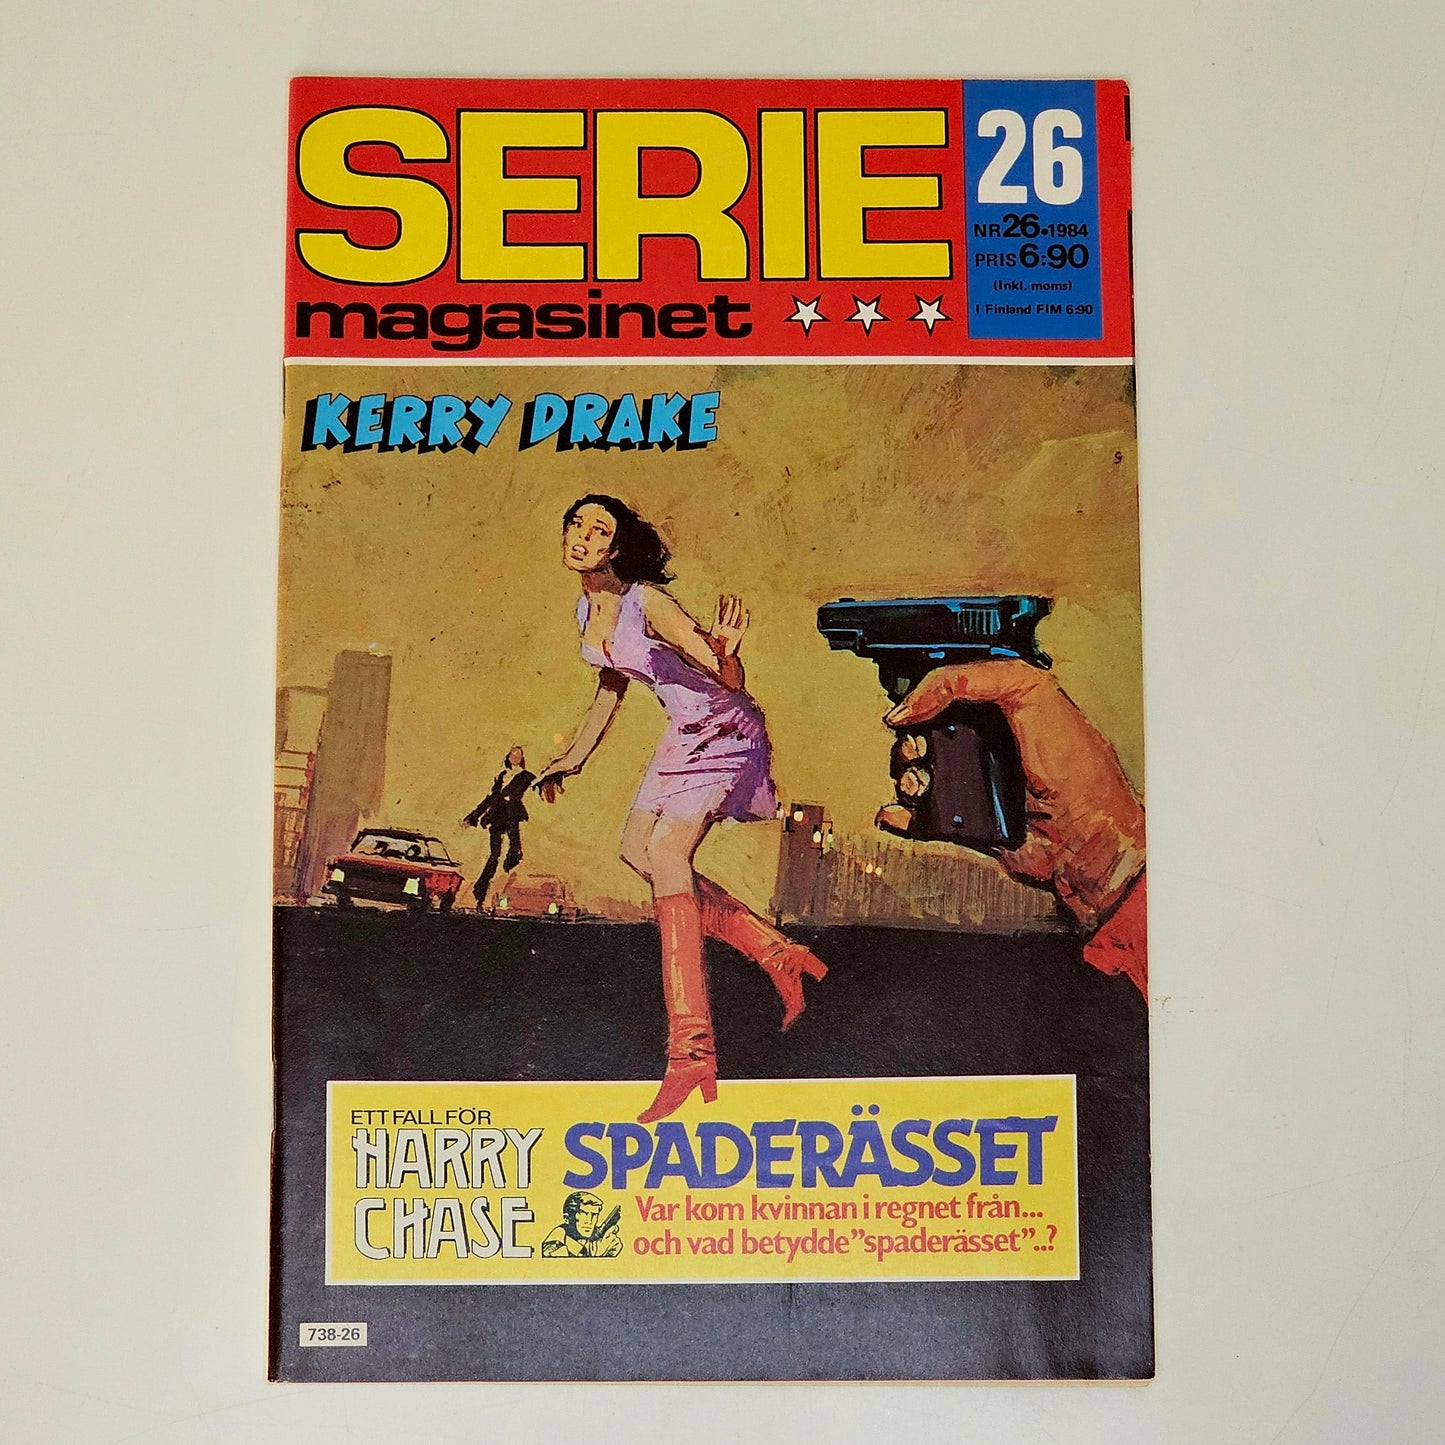 SERIE
magasinet
26
NR 26•1984
PRIS 6:90
(Inkl. moms)
I Finland FIM 6:90
KERRY DRAKE
G
ETT FALL FÖR
HARRY
CHASE
SPADERÄSSET
Var kom kvinnan i regnet från...
och vad betydde "spaderässet"..?
738-26